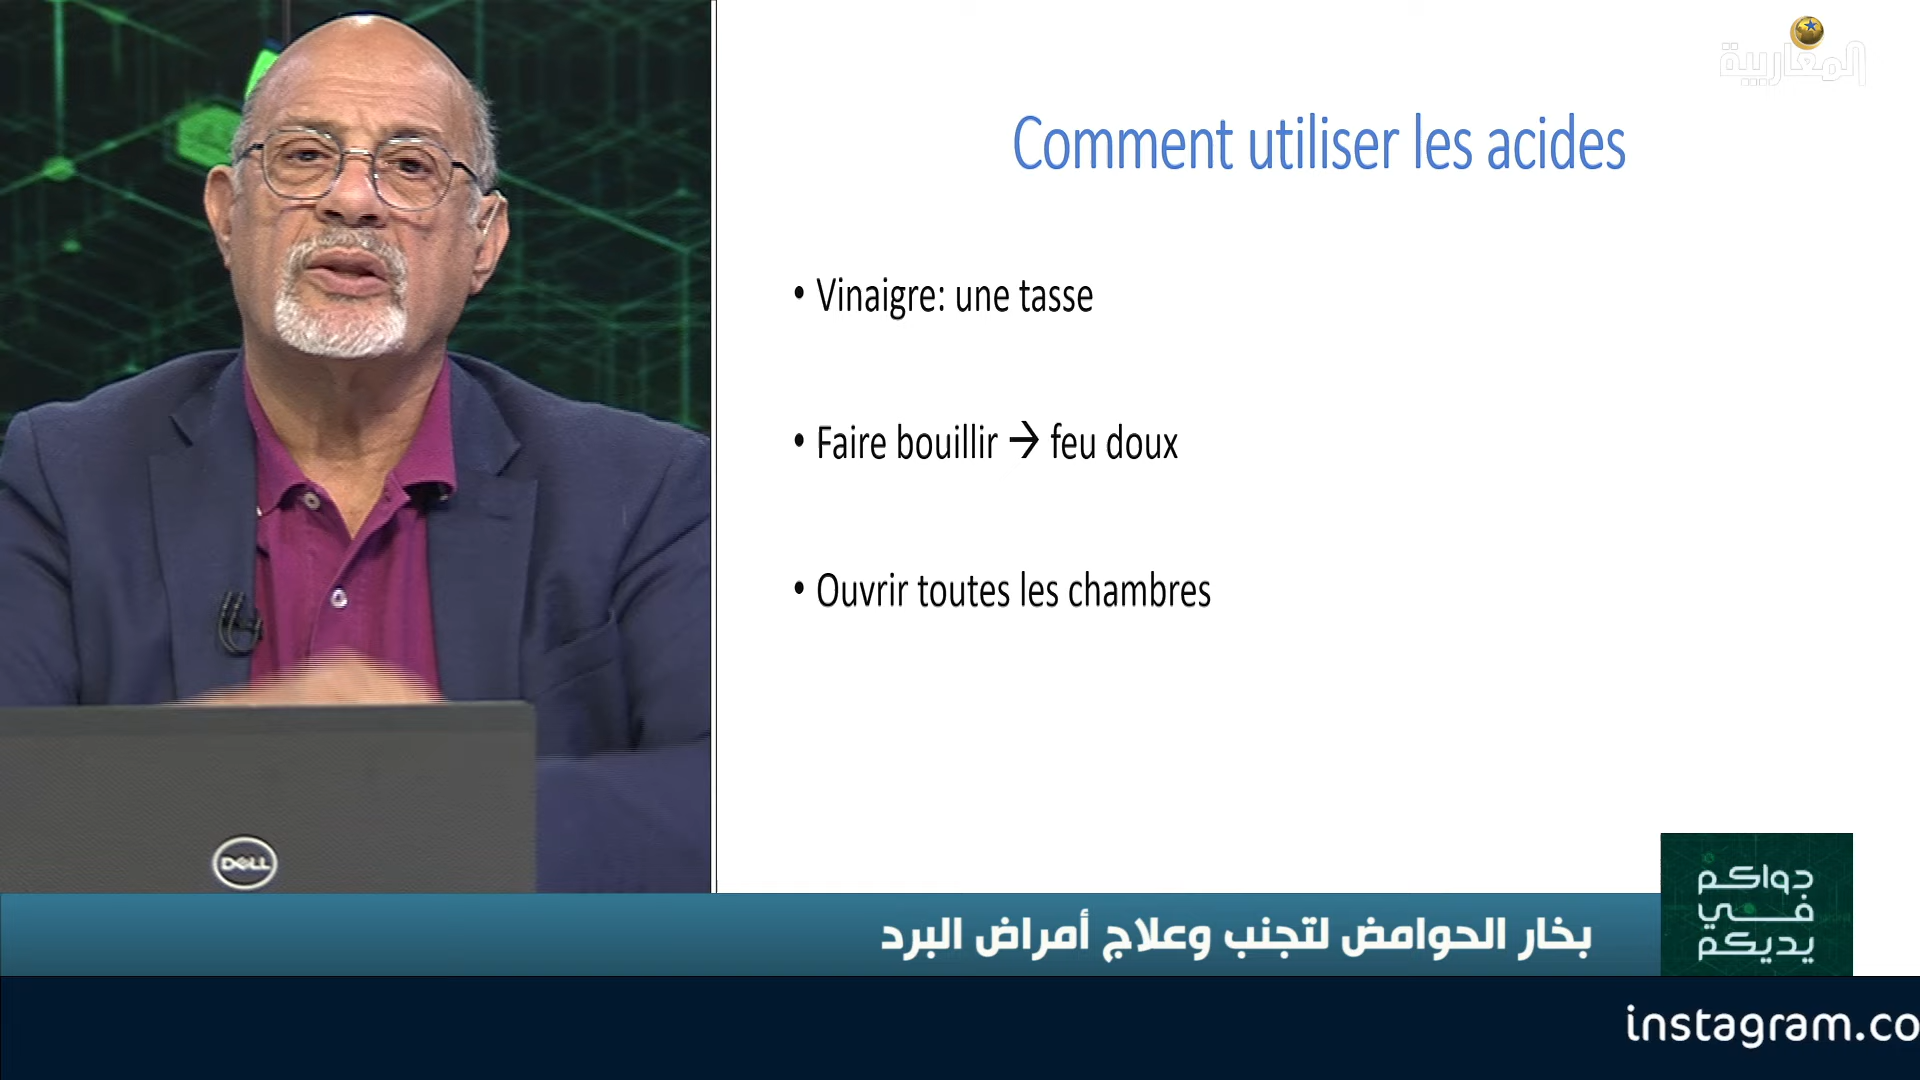 المغاربية
Comment utiliser les acides
• Vinaigre: une tasse
• Faire bouillir → feu doux
• Ouvrir toutes les chambres
DELL
دواكم
في
يديكم
بخار الحوامض لتجنب وعلاج أمراض البرد
instagram.co